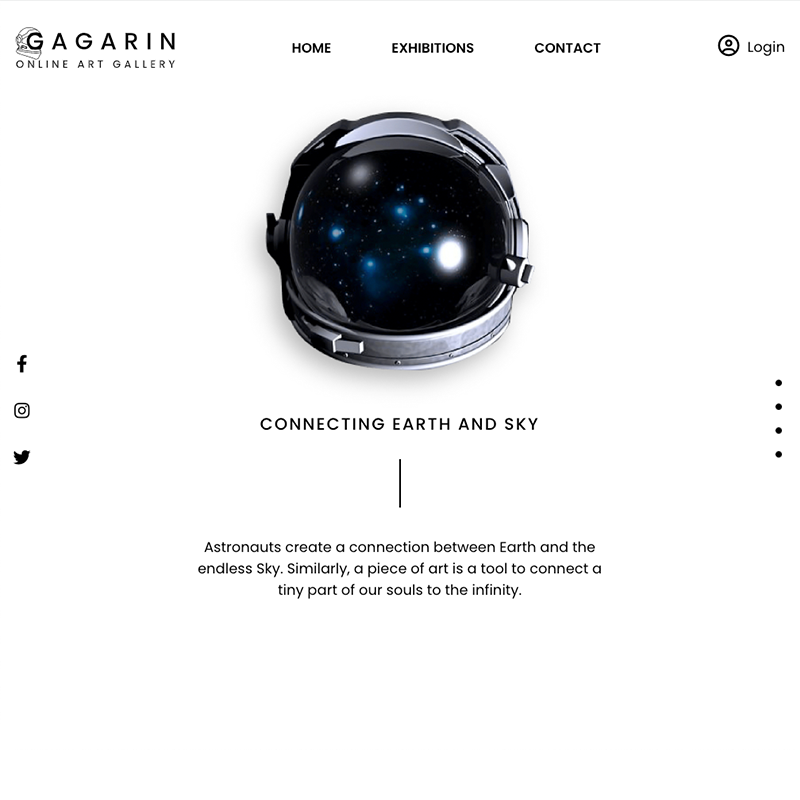 GAGARIN
ONLINE ART GALLERY
HOME
EXHIBITIONS
CONTACT
Login
CONNECTING EARTH AND SKY
Astronauts create a connection between Earth and the
endless Sky. Similarly, a piece of art is a tool to connect a
tiny part of our souls to the infinity.